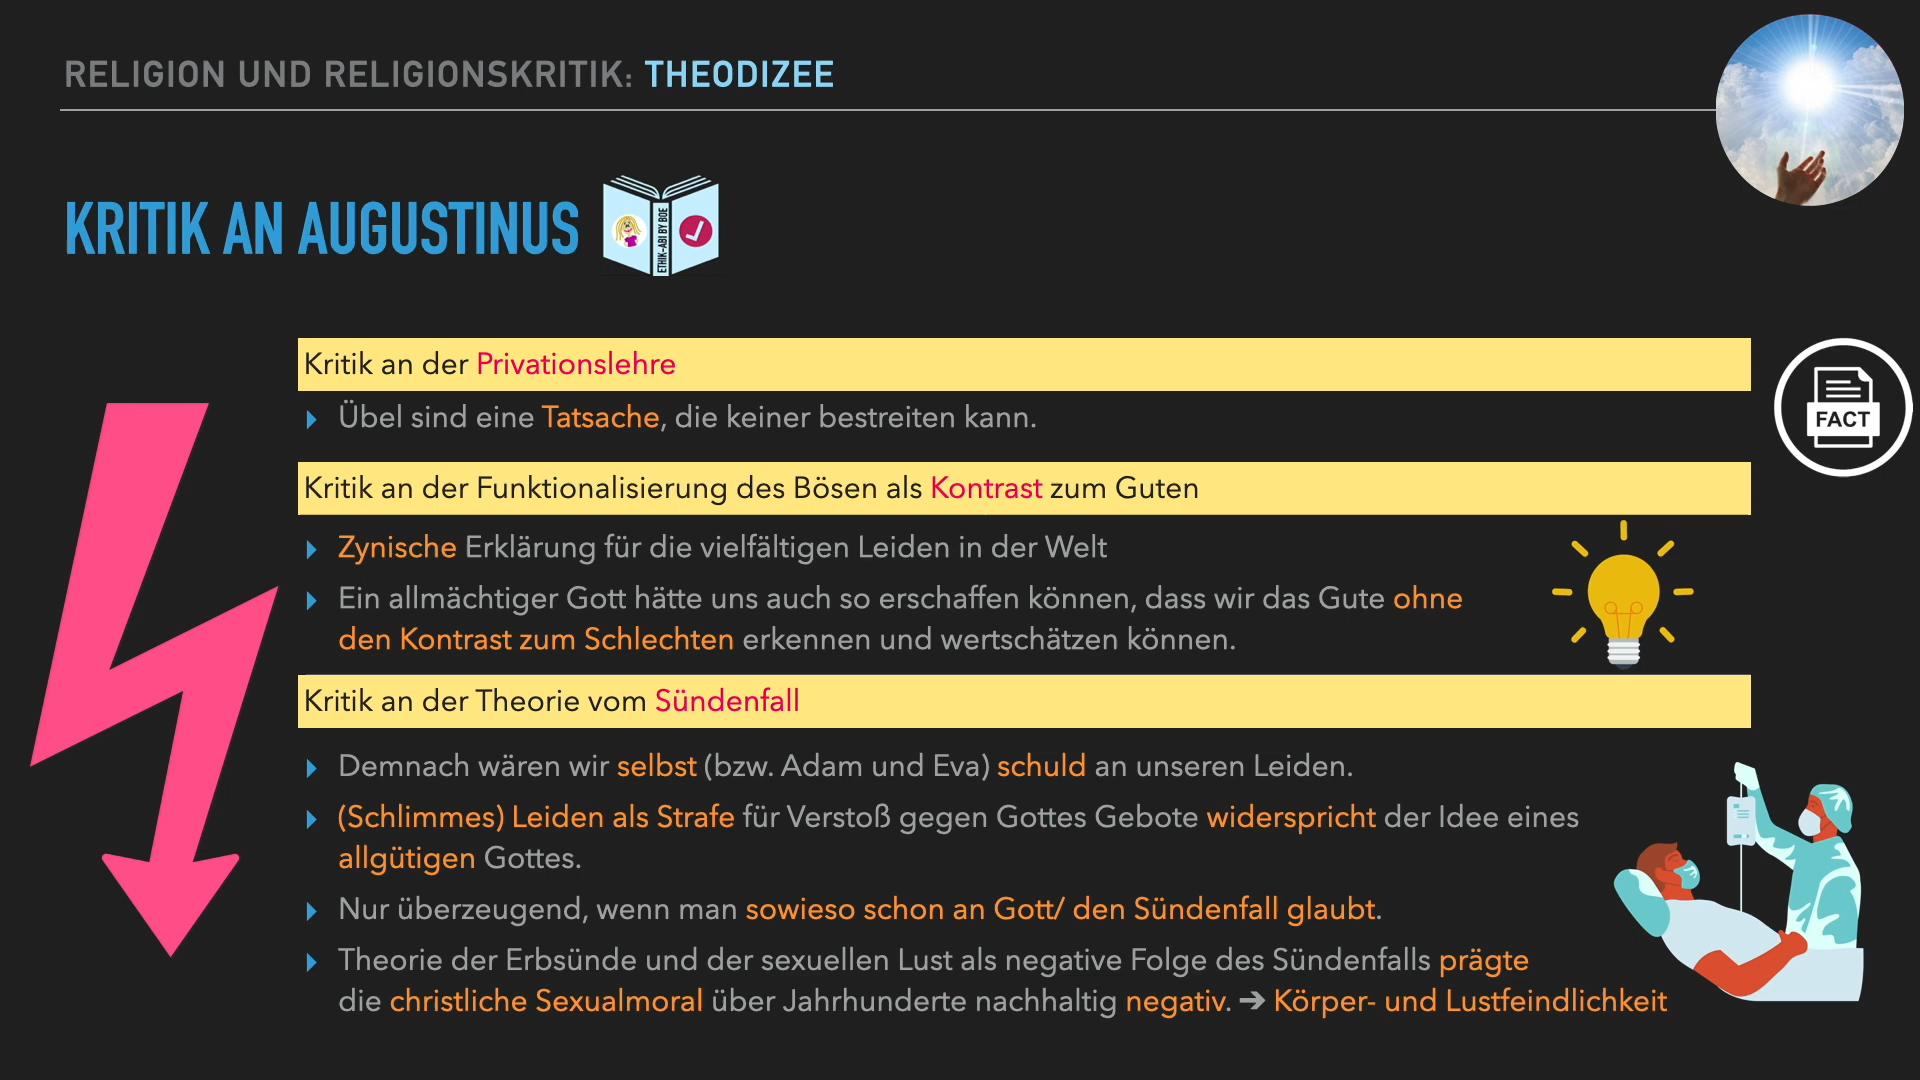 RELIGION UND RELIGIONSKRITIK: THEODIZEE
KRITIK AN AUGUSTINUS
ETHIK-ABI BY BOE
Kritik an der Privationslehre
Übel sind eine Tatsache, die keiner bestreiten kann.
FACT
Kritik an der Funktionalisierung des Bösen als Kontrast zum Guten
Zynische Erklärung für die vielfältigen Leiden in der Welt
Ein allmächtiger Gott hätte uns auch so erschaffen können, dass wir das Gute ohne
den Kontrast zum Schlechten erkennen und wertschätzen können.
Kritik an der Theorie vom Sündenfall
Demnach wären wir selbst (bzw. Adam und Eva) schuld an unseren Leiden.
(Schlimmes) Leiden als Strafe für Verstoß gegen Gottes Gebote widerspricht der Idee eines
allgütigen Gottes.
Nur überzeugend, wenn man sowieso schon an Gott/ den Sündenfall glaubt.
Theorie der Erbsünde und der sexuellen Lust als negative Folge des Sündenfalls prägte
die christliche Sexualmoral über Jahrhunderte nachhaltig negativ. ➔ Körper- und Lustfeindlichkeit